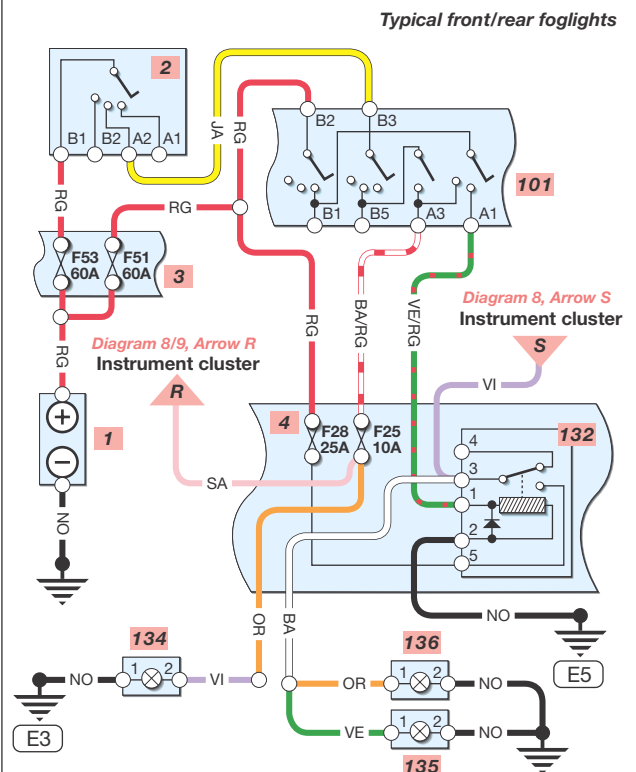 Typical front/rear foglights
2
B1 B2 A2 A1
JA
RG
B2 B3
101
B1 B5 A3 A1
RG
RG
F53
60A
F51
60A
3
RG
BA/RG
VE/RG
Diagram 8, Arrow S
Instrument cluster
S
RG
Diagram 8/9, Arrow R
Instrument cluster
R
VI
1
4
F28
25A
F25
10A
132
4
3
1
2
5
SA
NO
NO
E5
OR
BA
134
1 2
NO
VI
E3
136
1 2
OR
NO
1 2
VE
NO
135